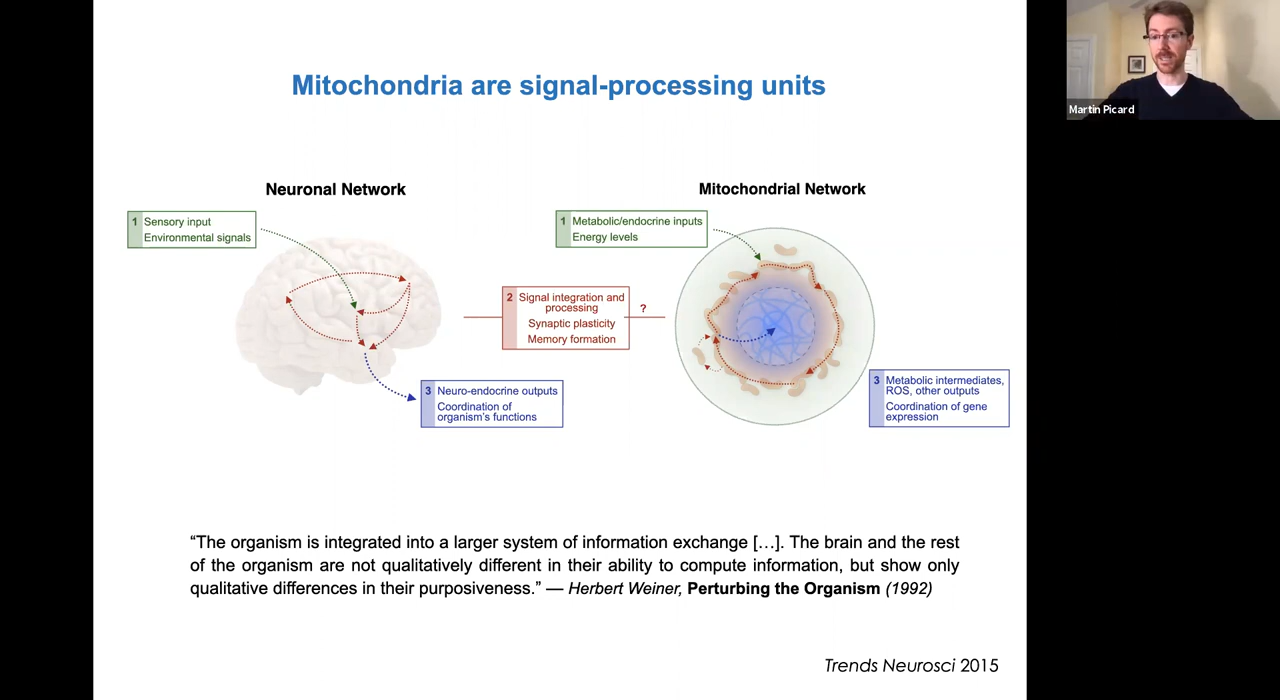 Mitochondria are signal-processing units
Martin Picard
Neuronal Network
1 Sensory input
Environmental signals
2 Signal integration and
processing
Synaptic plasticity
Memory formation
?
3 Neuro-endocrine outputs
Coordination of
organism's functions
Mitochondrial Network
1 Metabolic/endocrine inputs
Energy levels
3 Metabolic intermediates,
ROS, other outputs
Coordination of gene
expression
“The organism is integrated into a larger system of information exchange […]. The brain and the rest
of the organism are not qualitatively different in their ability to compute information, but show only
qualitative differences in their purposiveness.” — Herbert Weiner, Perturbing the Organism (1992)
Trends Neurosci 2015